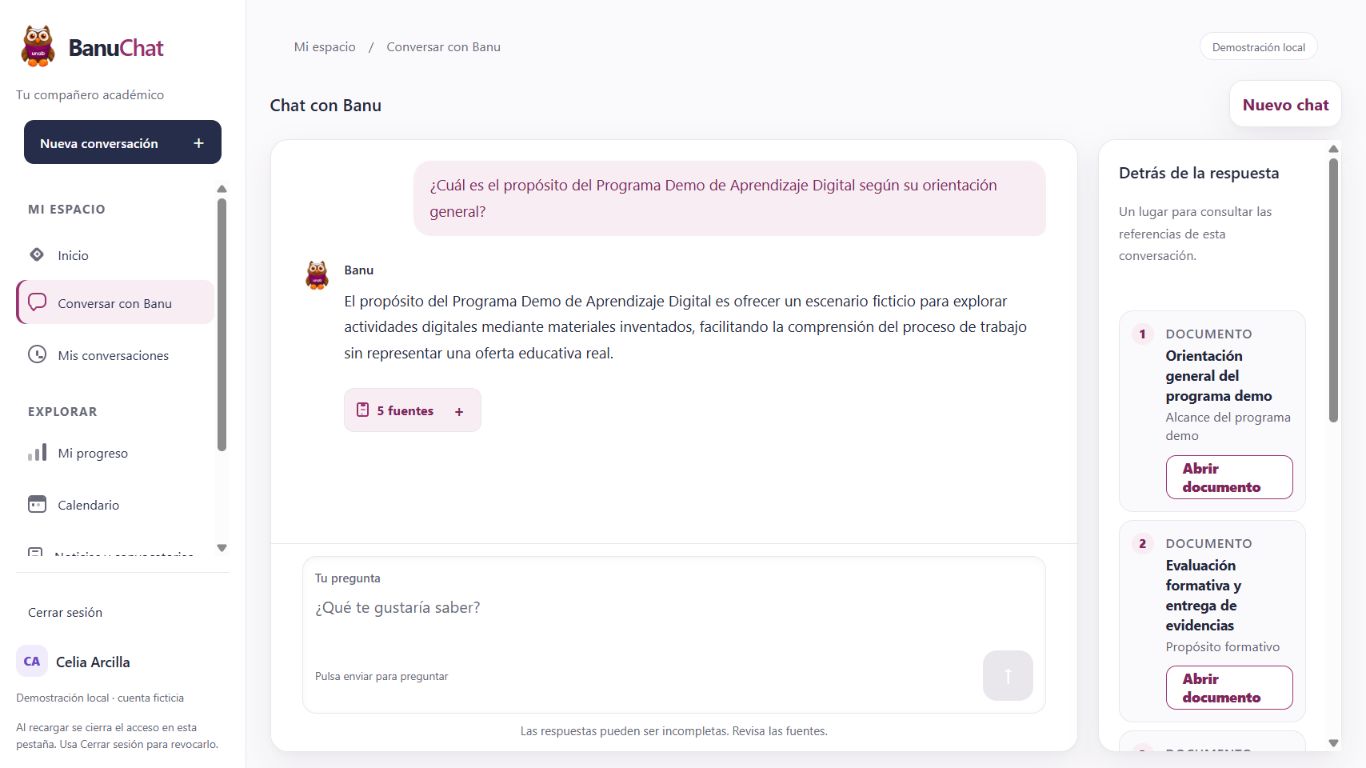 unab
BanuChat
Tu compañero académico
Nueva conversación +
MI ESPACIO
Inicio
Conversar con Banu
Mis conversaciones
EXPLORAR
Mi progreso
Calendario
Noticias y convocatorias
Cerrar sesión
CA Celia Arcilla
Demostración local · cuenta ficticia
Al recargar se cierra el acceso en esta
pestaña. Usa Cerrar sesión para revocarlo.
Mi espacio / Conversar con Banu
Demostración local
Chat con Banu
Nuevo chat
¿Cuál es el propósito del Programa Demo de Aprendizaje Digital según su orientación
general?
Banu
El propósito del Programa Demo de Aprendizaje Digital es ofrecer un escenario ficticio para explorar
actividades digitales mediante materiales inventados, facilitando la comprensión del proceso de trabajo
sin representar una oferta educativa real.
5 fuentes +
Tu pregunta
¿Qué te gustaría saber?
Pulsa enviar para preguntar
↑
Las respuestas pueden ser incompletas. Revisa las fuentes.
Detrás de la respuesta
Un lugar para consultar las
referencias de esta
conversación.
1 DOCUMENTO
Orientación
general del
programa demo
Alcance del programa
demo
Abrir
documento
2 DOCUMENTO
Evaluación
formativa y
entrega de
evidencias
Propósito formativo
Abrir
documento
3 DOCUMENTO